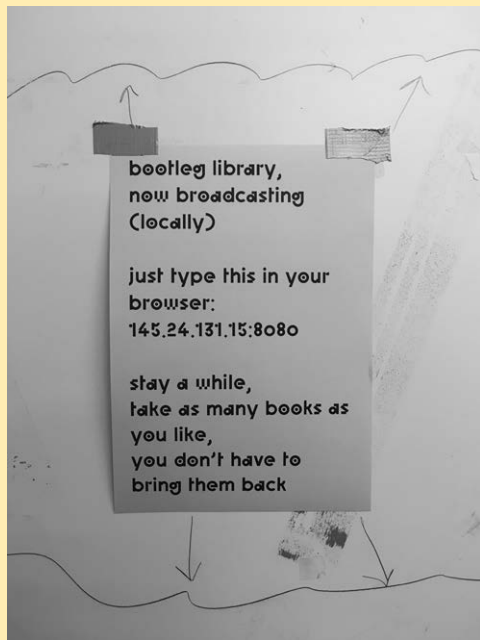 bootleg library,
now broadcasting
(locally)
just type this in your
browser:
145.24.131.15:8080
stay a while,
take as many books as
you like,
you don't have to
bring them back